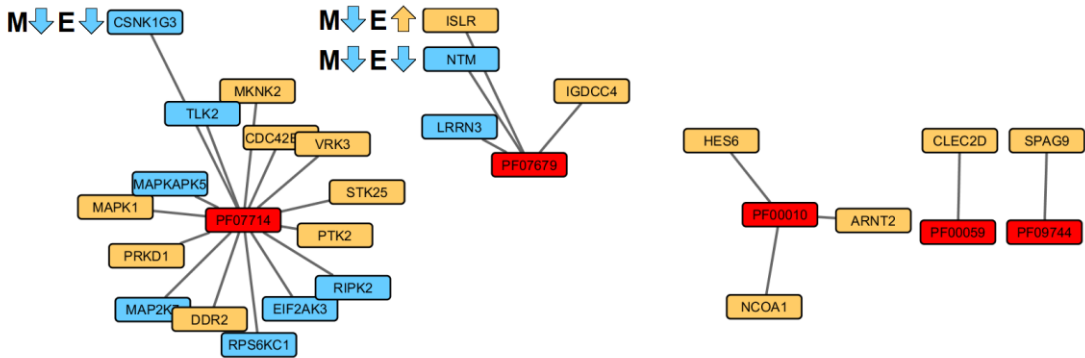 M E CSNK1G3
M E ISLR
M E NTM
MKNK2
TLK2
IGDCC4
LRRN3
VRK3
HES6
CLEC2D
SPAG9
PF07679
MAPKAPK5
STK25
MAPK1
PF07714
PF00010
ARNT2
PTK2
PF00059
PF09744
PRKD1
RIPK2
MAP2K7
EIF2AK3
NCOA1
DDR2
RPS6KC1